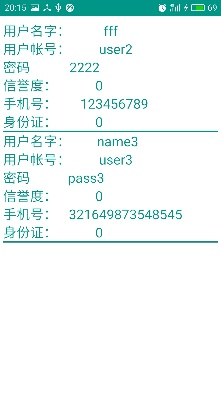 20:15 69
用户名字： fff
用户帐号： user2
密码 2222
信誉度： 0
手机号： 123456789
身份证： 0
用户名字： name3
用户帐号： user3
密码 pass3
信誉度： 0
手机号： 321649873548545
身份证： 0